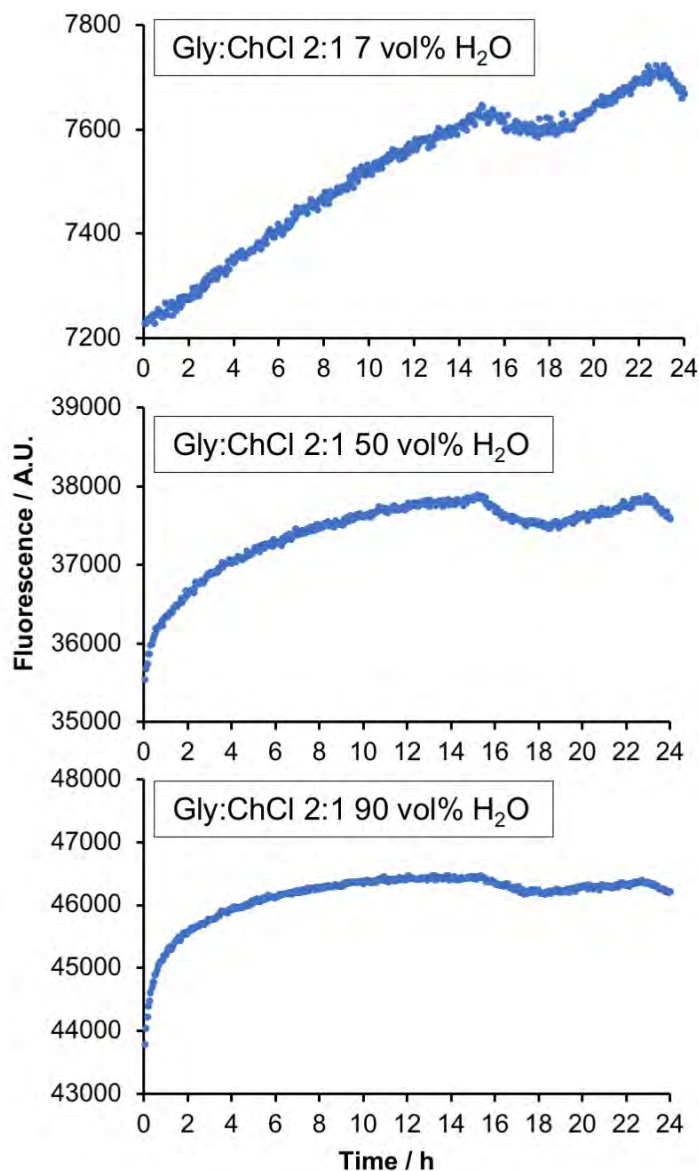 7800
Gly:ChCl 2:1 7 vol% H₂O
7600
7400
7200
0 2 4 6 8 10 12 14 16 18 20 22 24
39000
Gly:ChCl 2:1 50 vol% H₂O
38000
37000
36000
35000
0 2 4 6 8 10 12 14 16 18 20 22 24
Fluorescence / A.U.
48000
Gly:ChCl 2:1 90 vol% H₂O
47000
46000
45000
44000
43000
0 2 4 6 8 10 12 14 16 18 20 22 24
Time / h